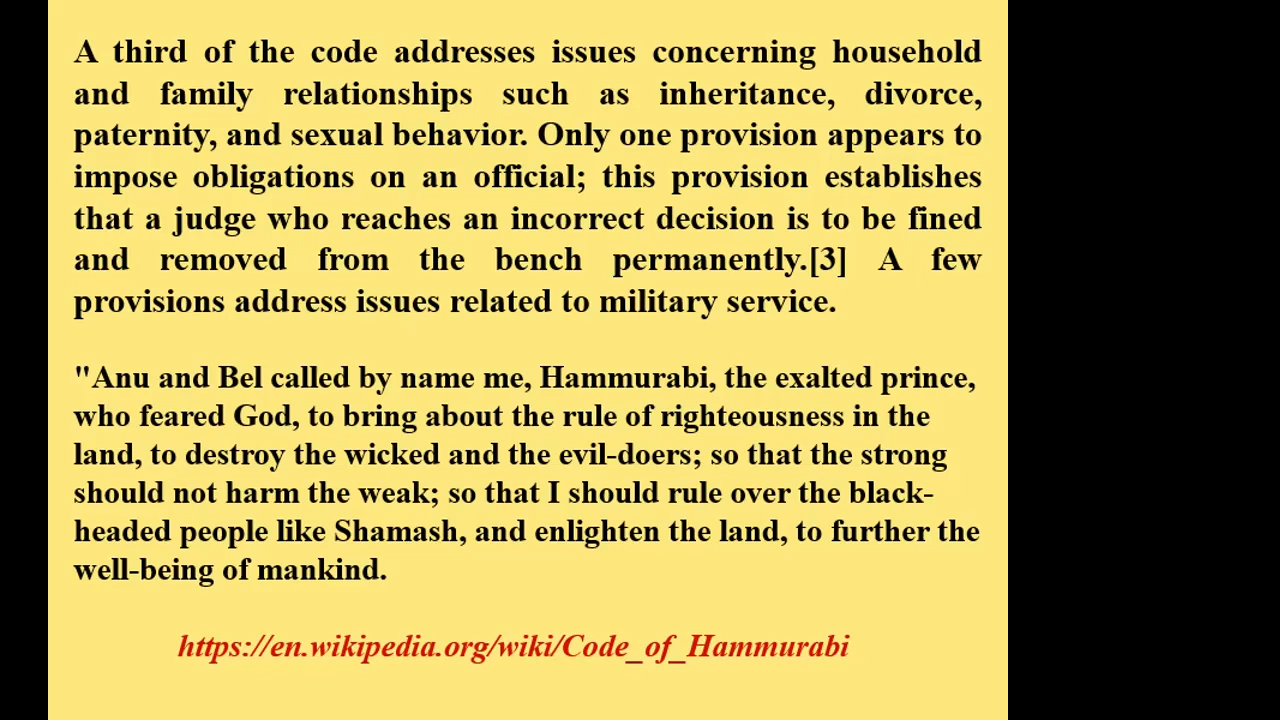 A third of the code addresses issues concerning household
and family relationships such as inheritance, divorce,
paternity, and sexual behavior. Only one provision appears to
impose obligations on an official; this provision establishes
that a judge who reaches an incorrect decision is to be fined
and removed from the bench permanently.[3] A few
provisions address issues related to military service.
"Anu and Bel called by name me, Hammurabi, the exalted prince,
who feared God, to bring about the rule of righteousness in the
land, to destroy the wicked and the evil-doers; so that the strong
should not harm the weak; so that I should rule over the black-
headed people like Shamash, and enlighten the land, to further the
well-being of mankind.
https://en.wikipedia.org/wiki/Code_of_Hammurabi